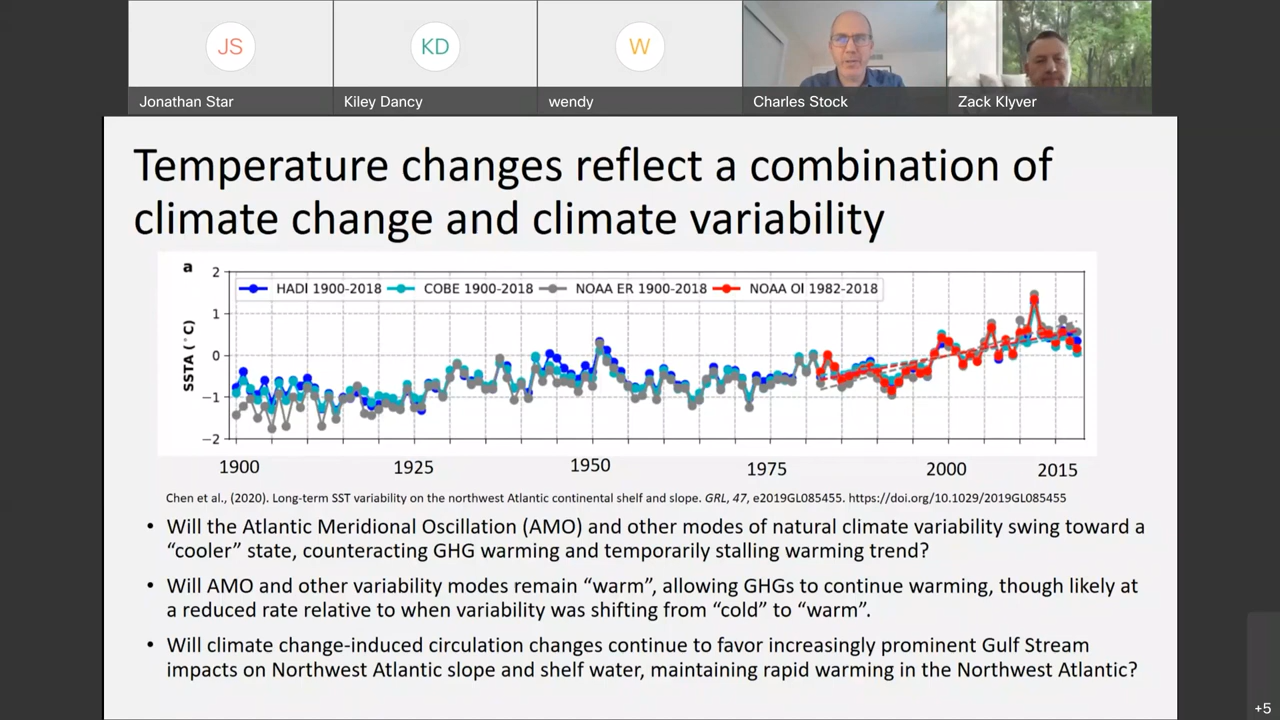 JS
KD
W
Jonathan Star
Kiley Dancy
wendy
Charles Stock
Zack Klyver
Temperature changes reflect a combination of
climate change and climate variability
a
2
1
0
−1
−2
SSTA (°C)
HADI 1900-2018
COBE 1900-2018
NOAA ER 1900-2018
NOAA OI 1982-2018
1900
1925
1950
1975
2000
2015
Chen et al., (2020). Long-term SST variability on the northwest Atlantic continental shelf and slope. GRL, 47, e2019GL085455. https://doi.org/10.1029/2019GL085455
• Will the Atlantic Meridional Oscillation (AMO) and other modes of natural climate variability swing toward a
“cooler” state, counteracting GHG warming and temporarily stalling warming trend?
• Will AMO and other variability modes remain “warm”, allowing GHGs to continue warming, though likely at
a reduced rate relative to when variability was shifting from “cold” to “warm”.
• Will climate change-induced circulation changes continue to favor increasingly prominent Gulf Stream
impacts on Northwest Atlantic slope and shelf water, maintaining rapid warming in the Northwest Atlantic?
+5